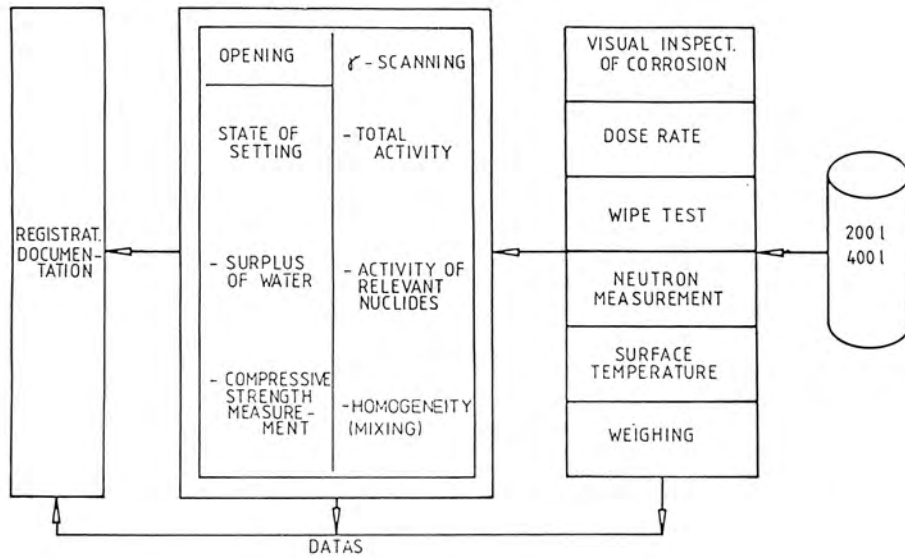 REGISTRAT.
DOCUMEN-
TATION
OPENING
STATE OF
SETTING
- SURPLUS
OF WATER
- COMPRESSIVE
STRENGTH
MEASURE-
MENT
γ - SCANNING
- TOTAL
ACTIVITY
- ACTIVITY OF
RELEVANT
NUCLIDES
- HOMOGENEITY
(MIXING)
VISUAL INSPECT.
OF CORROSION
DOSE RATE
WIPE TEST
NEUTRON
MEASUREMENT
SURFACE
TEMPERATURE
WEIGHING
200 l
400 l
DATAS